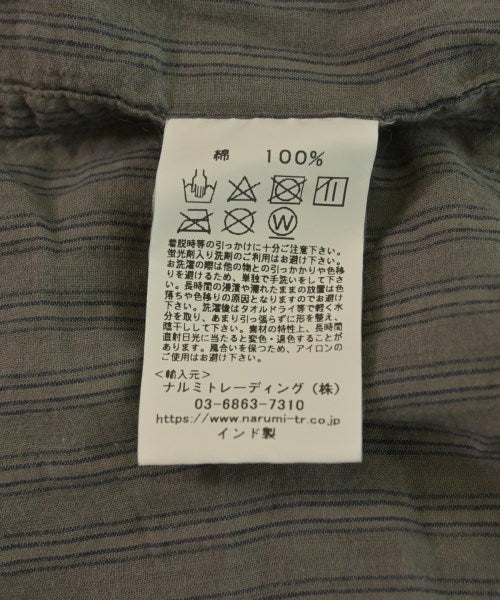 綿 100%
W
着脱時等の引っかけに十分ご注意下さい。
蛍光剤入り洗剤のご利用はお避け下さい。
お洗濯の際は他の物との引っかかりや色移
りを避けるため、単独で手洗いをして下さ
い。長時間の浸漬や濡れたままの放置は色
落ちや色移りの原因となりますのでお避け
下さい。洗濯後はタオルドライ等で軽く水
分を取り、あまり引っ張らずに形を整え、
陰干しして下さい。素材の特性上、長時間
直射日光に当たると変色・退色することが
あります。風合いを保つため、アイロンの
ご使用はお避け下さい。
<輸入元>
ナルミトレーディング(株)
03-6863-7310
https://www.narumi-tr.co.jp/
インド製